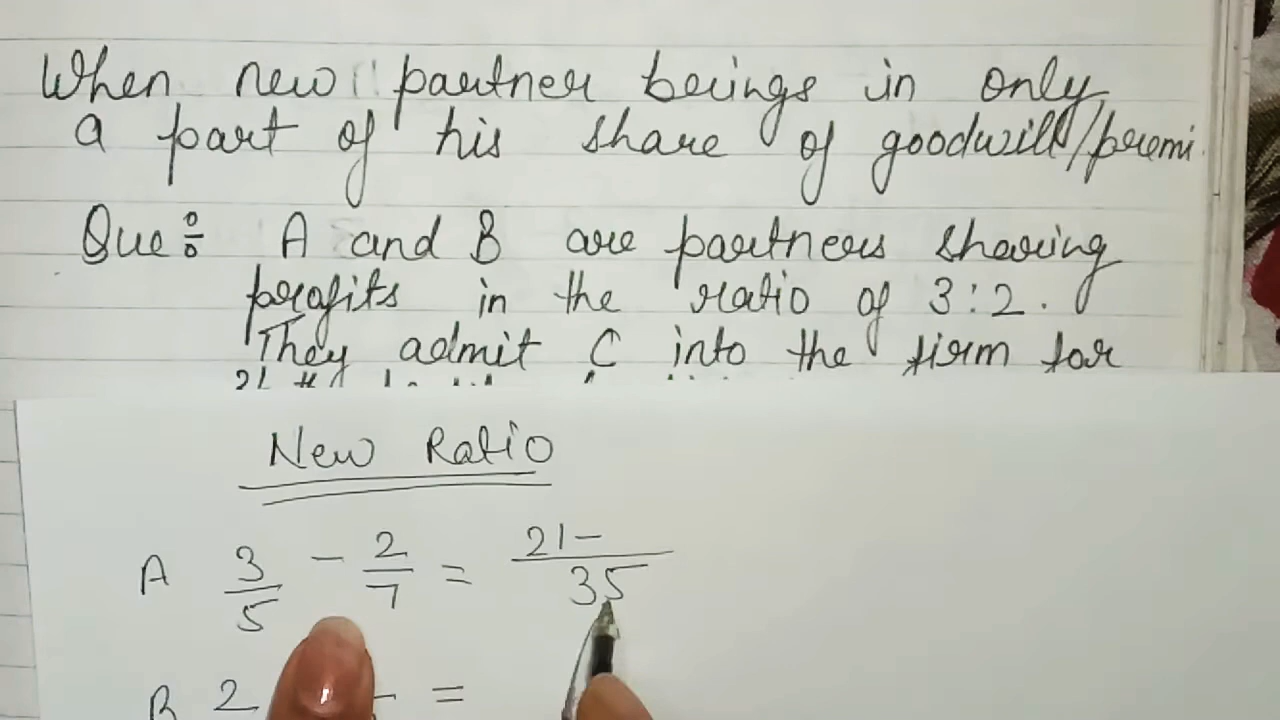 When new partner brings in only
a part of his share of goodwill/premi
Que: A and B are partners sharing
profits in the ratio of 3:2.
They admit C into the firm for
New Ratio
A 3/5 - 2/7 = 21-/35
B 2 =